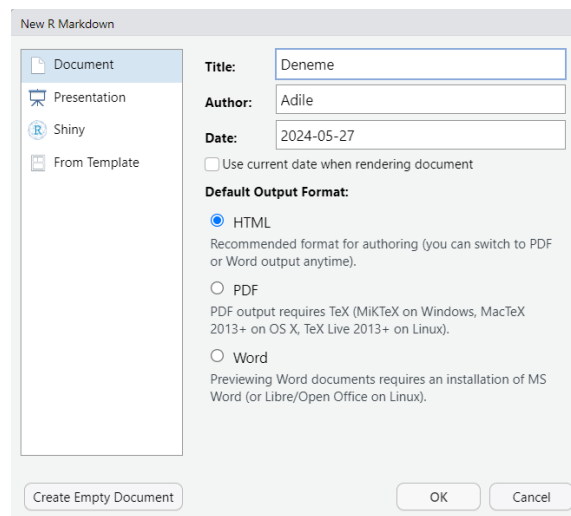 New R Markdown
Document
Presentation
Shiny
From Template
Title:
Deneme
Author:
Adile
Date:
2024-05-27
Use current date when rendering document
Default Output Format:
HTML
Recommended format for authoring (you can switch to PDF
or Word output anytime).
PDF
PDF output requires TeX (MiKTeX on Windows, MacTeX
2013+ on OS X, TeX Live 2013+ on Linux).
Word
Previewing Word documents requires an installation of MS
Word (or Libre/Open Office on Linux).
Create Empty Document
OK
Cancel